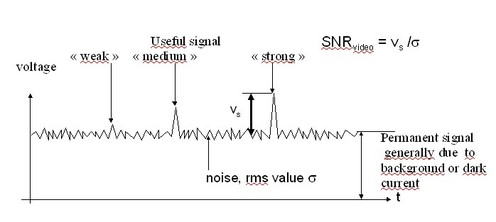 Useful signal
SNRvideo = vs /σ
« weak » « medium » « strong »
voltage
vs
Permanent signal
generally due to
background or dark
current
noise, rms value σ
t